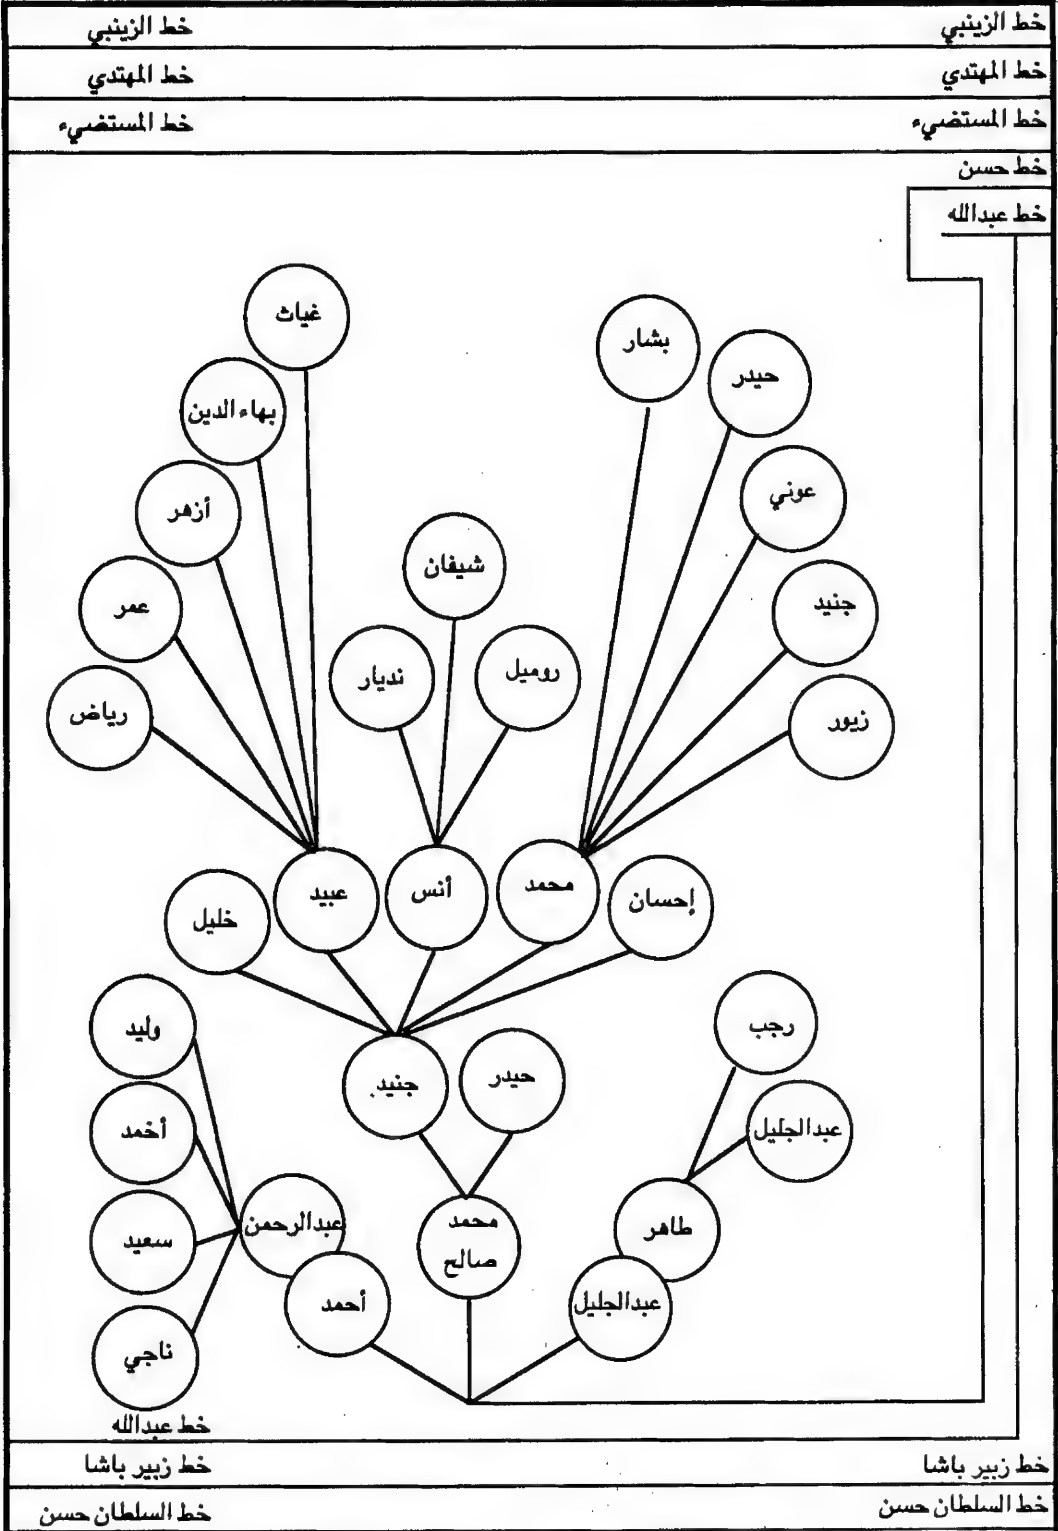 خط الزينبي خط الزينبي
خط المهتدي خط المهتدي
خط المستضيء خط المستضيء
خط حسن
خط عبدالله
غياث
بشار
حيدر
بهاء الدين
عوني
أزهر
شيفان
جنيد
عمر
روميل
نديار
زيور
رياض
إحسان
محمد
أنس
عبيد
خليل
رجب
وليد
حيدر
جنيد
عبدالجليل
أحمد
طاهر
محمد
صالح
عبدالرحمن
سعيد
عبدالجليل
أحمد
ناجي
خط عبدالله
خط زبير باشا خط زبير باشا
خط السلطان حسن خط السلطان حسن